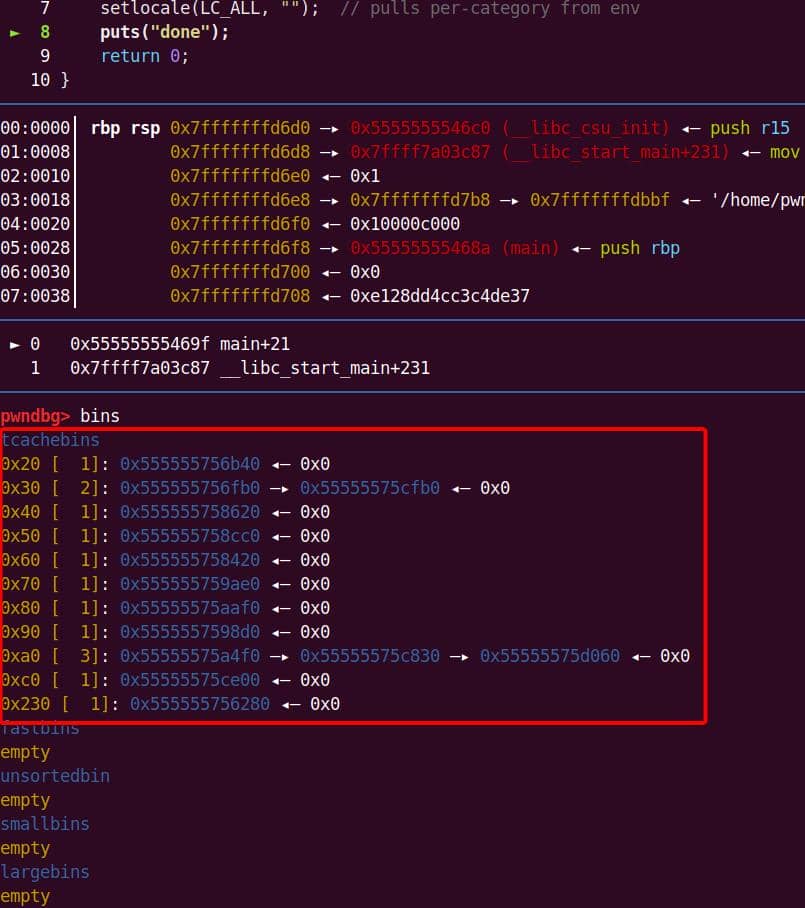 7     setlocale(LC_ALL, "");  // pulls per-category from env
► 8     puts("done");
9     return 0;
10 }
00:0000│ rbp rsp 0x7fffffffd6d0 —▸ 0x5555555546c0 (__libc_csu_init) ◂— push r15
01:0008│         0x7fffffffd6d8 —▸ 0x7ffff7a03c87 (__libc_start_main+231) ◂— mov
02:0010│         0x7fffffffd6e0 ◂— 0x1
03:0018│         0x7fffffffd6e8 —▸ 0x7fffffffd7b8 —▸ 0x7fffffffdbbf ◂— '/home/pwn
04:0020│         0x7fffffffd6f0 ◂— 0x10000c000
05:0028│         0x7fffffffd6f8 —▸ 0x55555555468a (main) ◂— push rbp
06:0030│         0x7fffffffd700 ◂— 0x0
07:0038│         0x7fffffffd708 ◂— 0xe128dd4cc3c4de37
► 0   0x55555555469f main+21
1   0x7ffff7a03c87 __libc_start_main+231
pwndbg> bins
tcachebins
0x20 [  1]: 0x555555756b40 ◂— 0x0
0x30 [  2]: 0x555555756fb0 —▸ 0x55555575cfb0 ◂— 0x0
0x40 [  1]: 0x555555758620 ◂— 0x0
0x50 [  1]: 0x555555758cc0 ◂— 0x0
0x60 [  1]: 0x555555758420 ◂— 0x0
0x70 [  1]: 0x555555759ae0 ◂— 0x0
0x80 [  1]: 0x55555575aaf0 ◂— 0x0
0x90 [  1]: 0x5555557598d0 ◂— 0x0
0xa0 [  3]: 0x55555575a4f0 —▸ 0x55555575c830 —▸ 0x55555575d060 ◂— 0x0
0xc0 [  1]: 0x55555575ce00 ◂— 0x0
0x230 [  1]: 0x555555756280 ◂— 0x0
fastbins
empty
unsortedbin
empty
smallbins
empty
largebins
empty